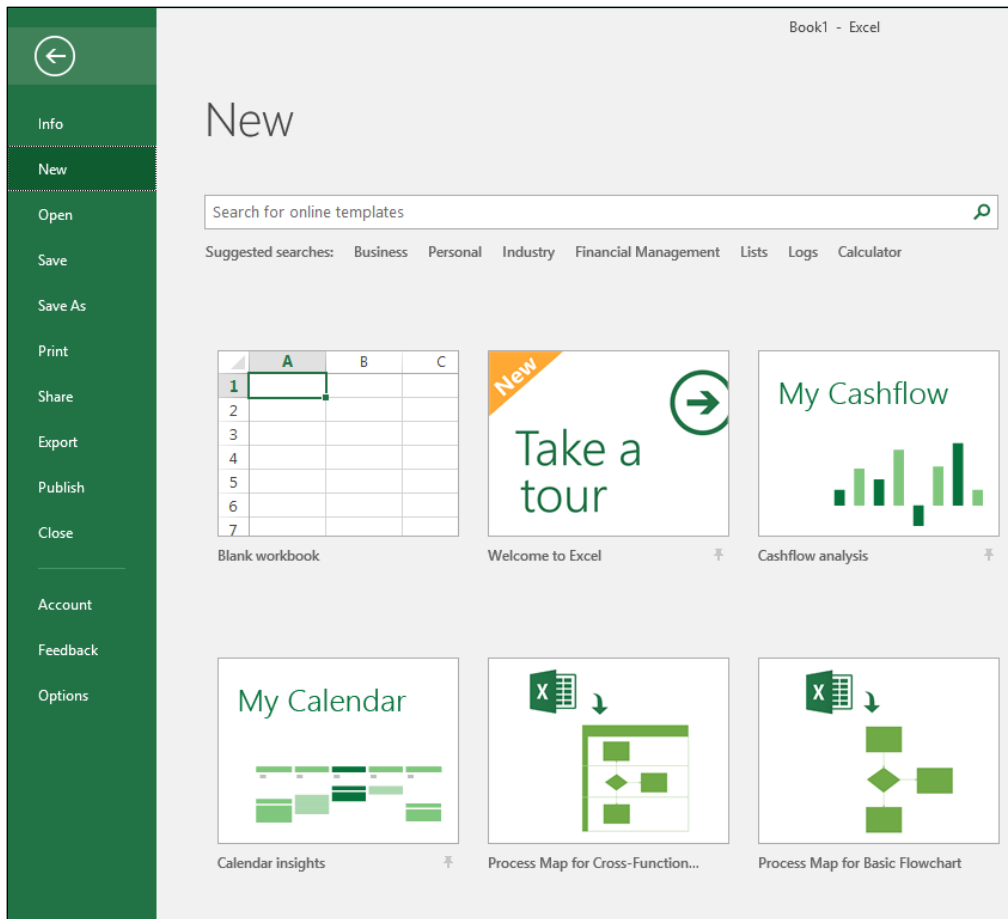 Book1 - Excel
Info
New
Open
Save
Save As
Print
Share
Export
Publish
Close
Account
Feedback
Options
New
Search for online templates
Suggested searches: Business Personal Industry Financial Management Lists Logs Calculator
A B C
1
2
3
4
5
6
7
Blank workbook
New
Take a
tour
Welcome to Excel
My Cashflow
Cashflow analysis
My Calendar
Calendar insights
X
Process Map for Cross-Function...
X
Process Map for Basic Flowchart